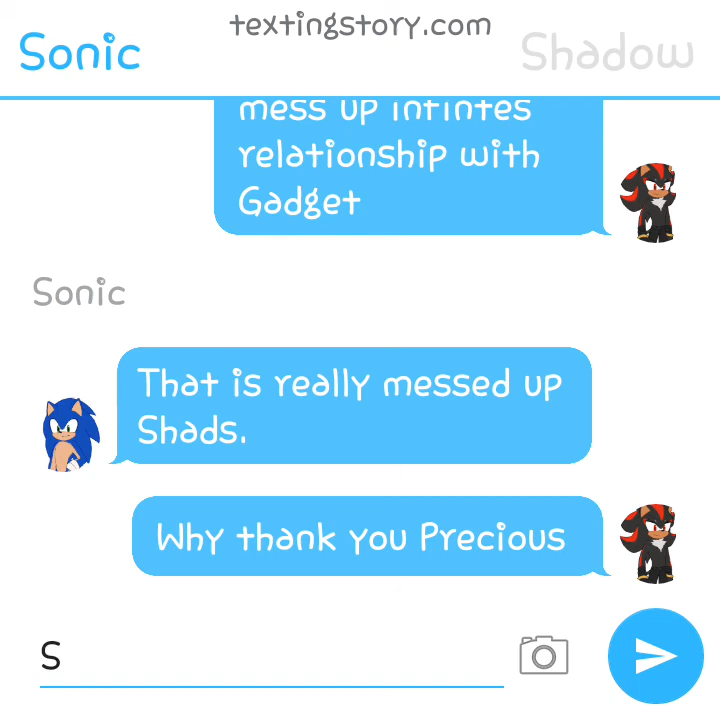 textingstory.com
Sonic
Shadow
mess up infintes
relationship with
Gadget
Sonic
That is really messed up
Shads.
Why thank you Precious
S